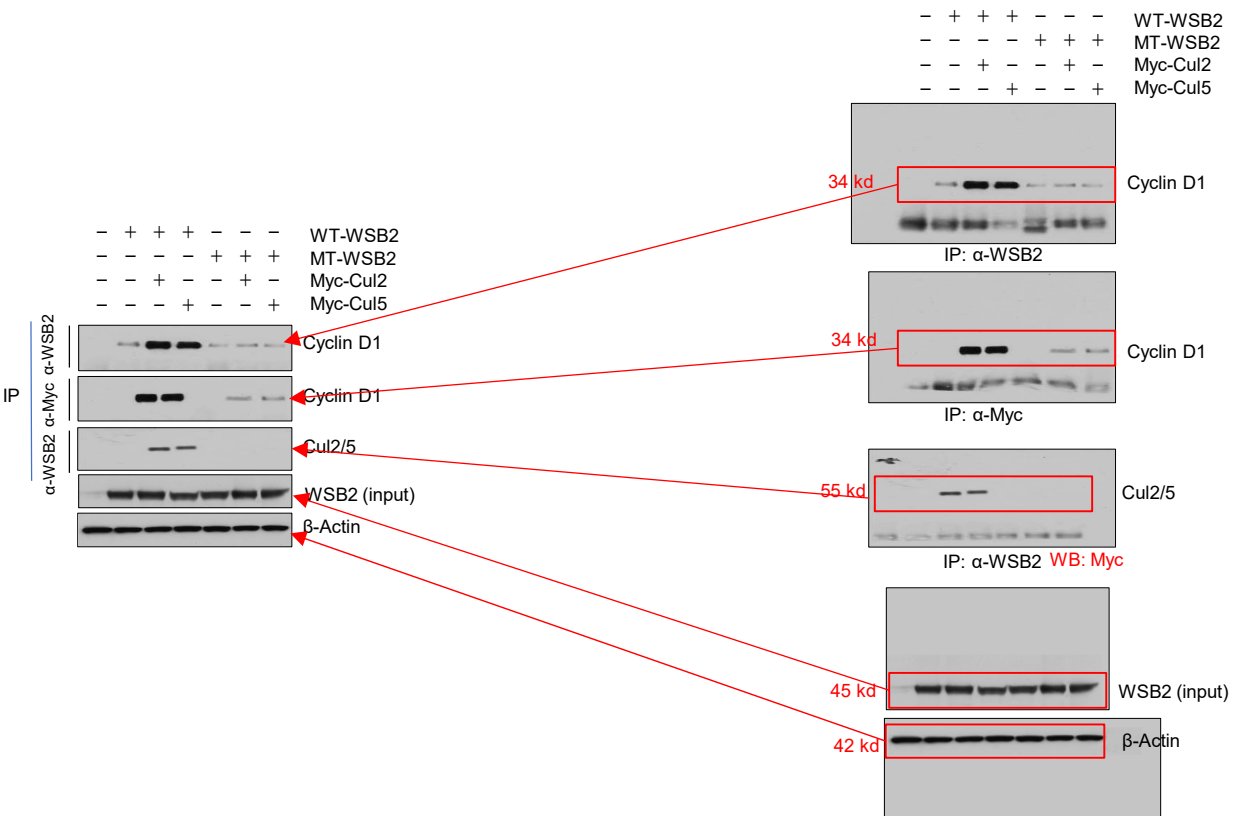 – + + + – – – WT-WSB2
– – – – + + + MT-WSB2
– – + – – + – Myc-Cul2
– – – + – – + Myc-Cul5
34 kd Cyclin D1
IP: α-WSB2
34 kd Cyclin D1
IP: α-Myc
55 kd Cul2/5
IP: α-WSB2 WB: Myc
45 kd WSB2 (input)
42 kd β-Actin
– + + + – – – WT-WSB2
– – – – + + + MT-WSB2
– – + – – + – Myc-Cul2
– – – + – – + Myc-Cul5
IP
α-WSB2 Cyclin D1
α-Myc Cyclin D1
α-WSB2 Cul2/5
WSB2 (input)
β-Actin